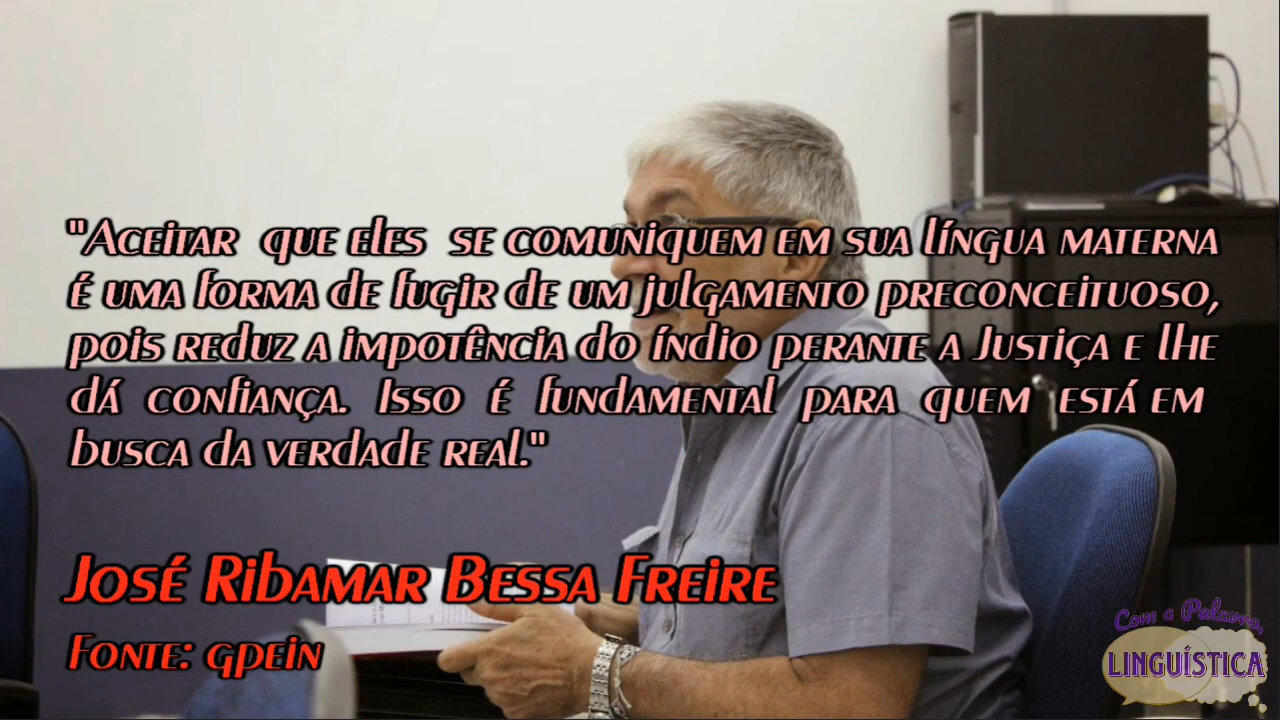 "Aceitar que eles se comuniquem em sua língua materna
é uma forma de fugir de um julgamento preconceituoso,
pois reduz a impotência do índio perante a Justiça e lhe
dá confiança. Isso é fundamental para quem está em
busca da verdade real."
José Ribamar Bessa Freire
Fonte: gpein
Com a Palavra,
LINGUÍSTICA